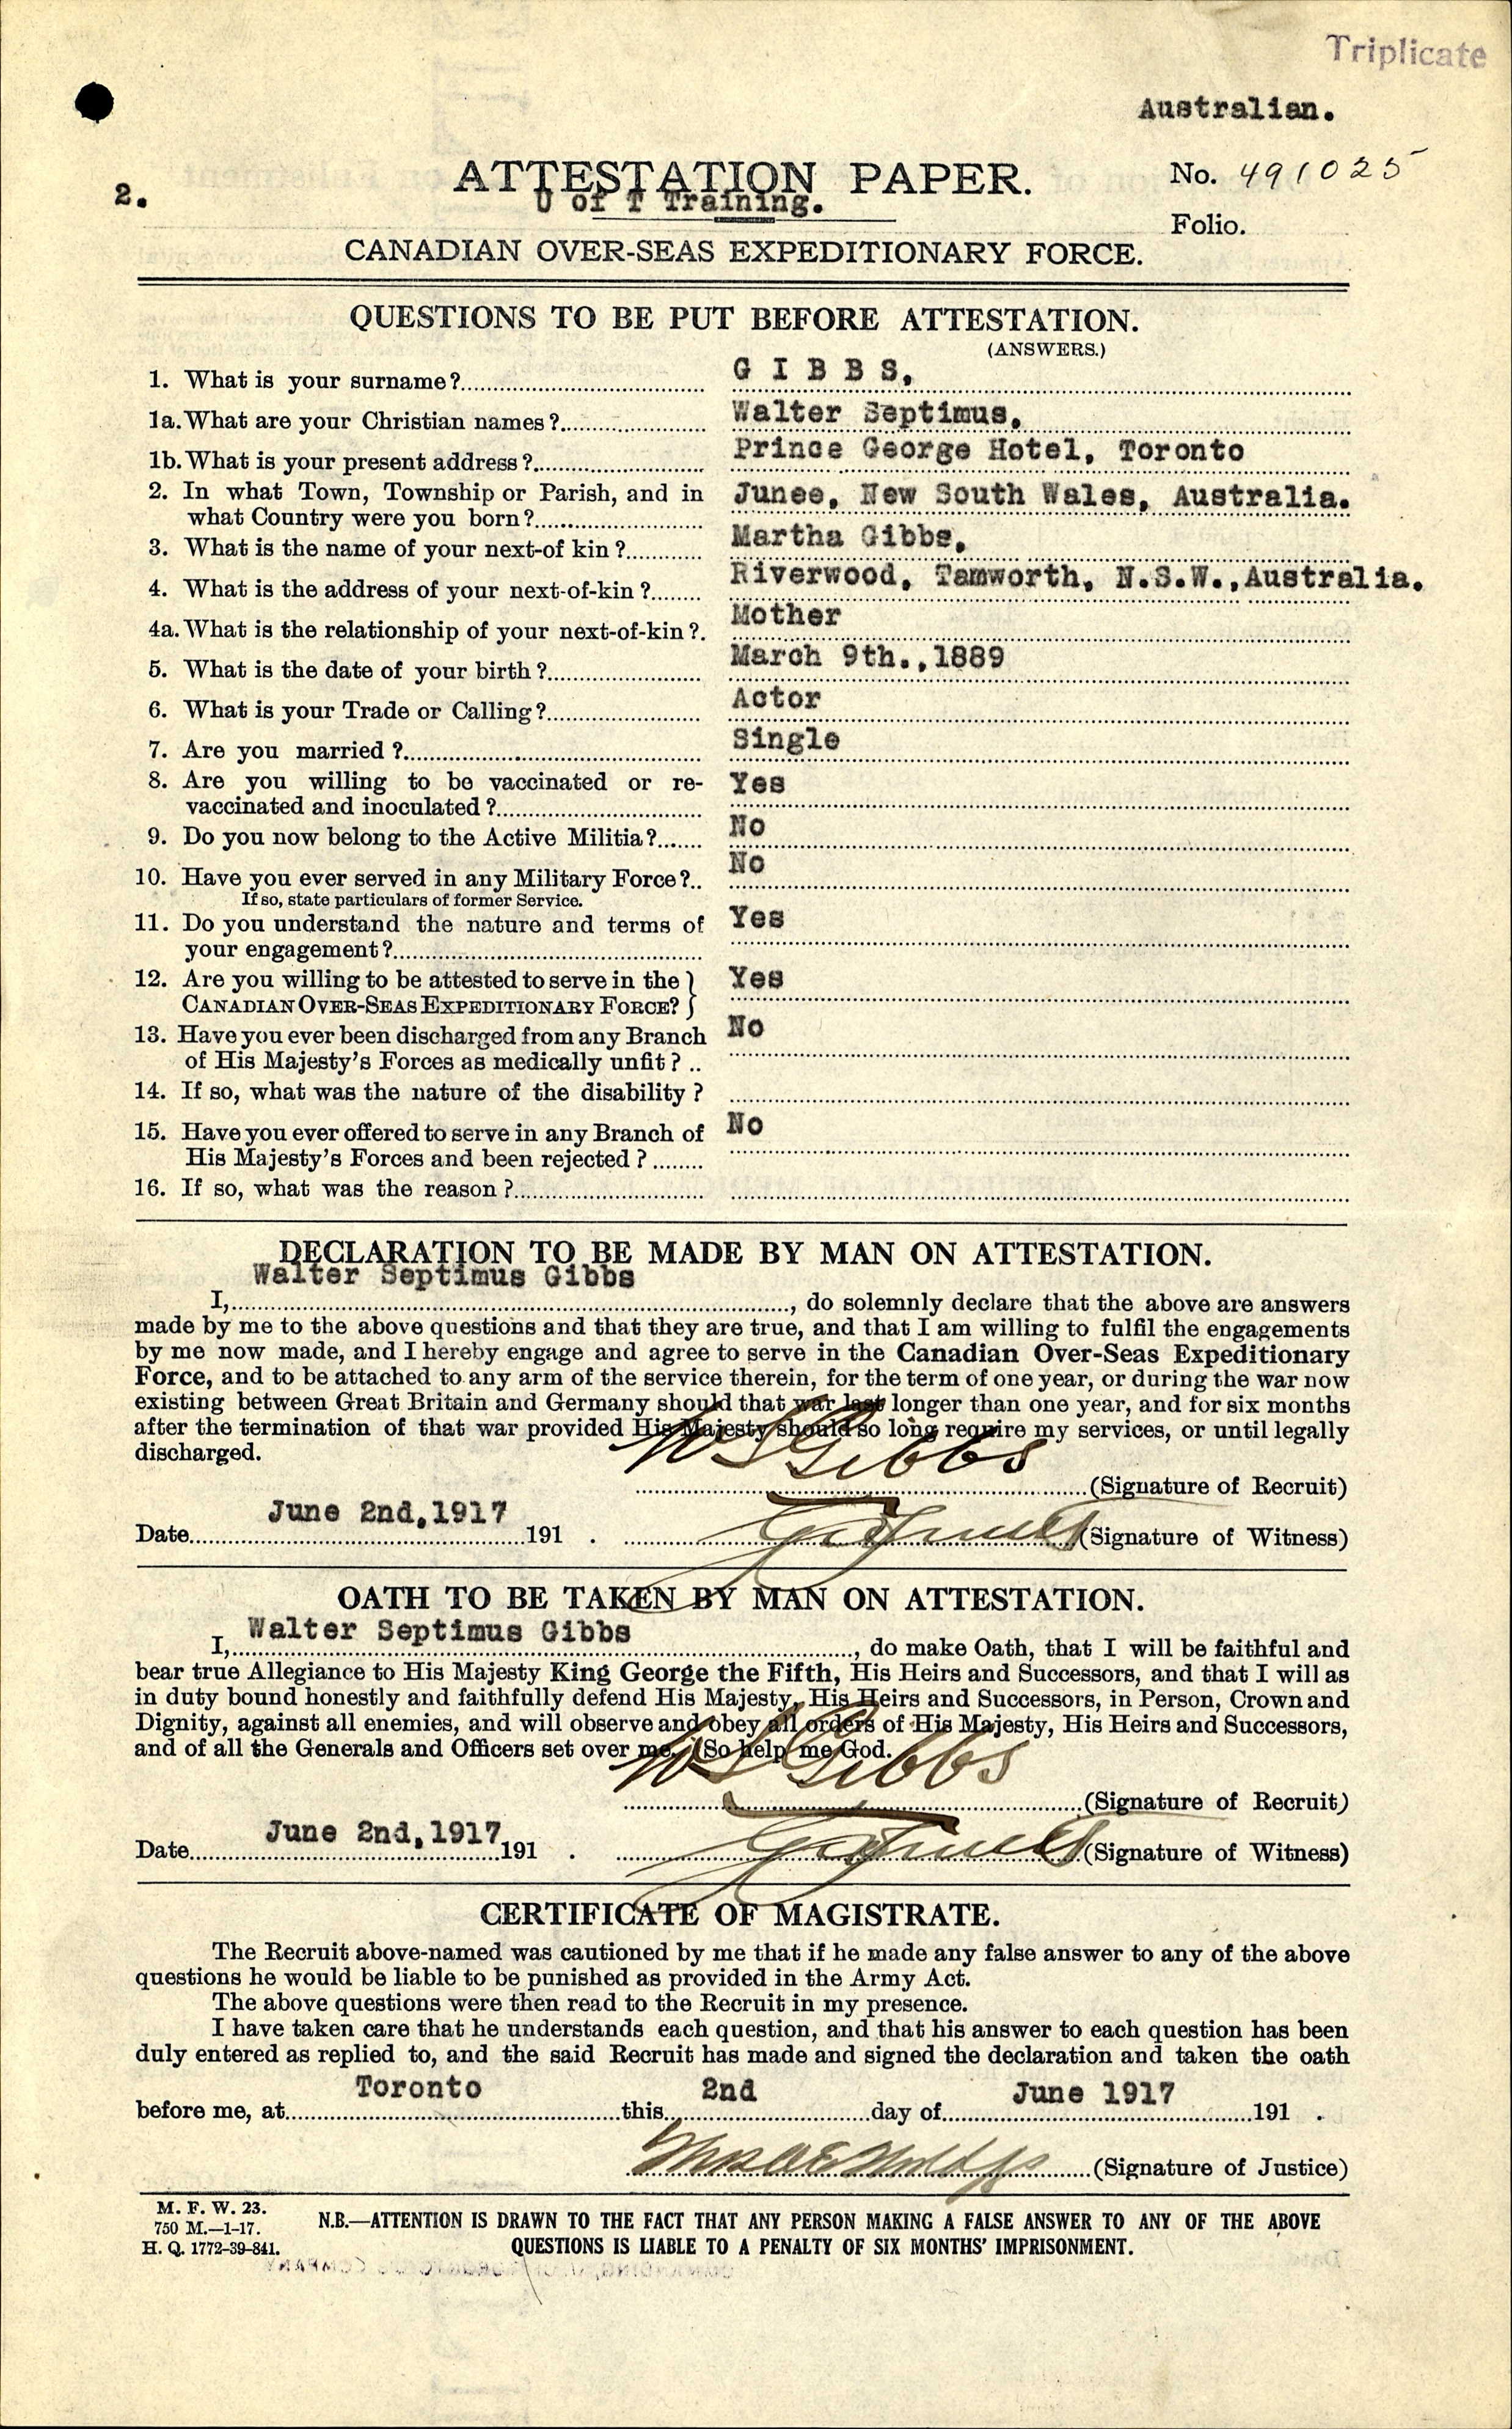 Triplicate
Australian.
ATTESTATION PAPER.
No. 491025
2.
U of T Training.
Folio.
CANADIAN OVER-SEAS EXPEDITIONARY FORCE.
QUESTIONS TO BE PUT BEFORE ATTESTATION.
(ANSWERS.)
1. What is your surname?..... G I B B S,
1a. What are your Christian names?..... Walter Septimus,
1b. What is your present address?..... Prince George Hotel, Toronto
2. In what Town, Township or Parish, and in
what Country were you born?..... Junee, New South Wales, Australia.
3. What is the name of your next-of kin?..... Martha Gibbs,
4. What is the address of your next-of-kin?..... Riverwood, Tamworth, N.S.W.,Australia.
4a. What is the relationship of your next-of-kin?. Mother
5. What is the date of your birth?..... March 9th.,1889
6. What is your Trade or Calling?..... Actor
7. Are you married?..... Single
8. Are you willing to be vaccinated or re-
vaccinated and inoculated?..... Yes
9. Do you now belong to the Active Militia?..... No
10. Have you ever served in any Military Force?.. No
If so, state particulars of former Service.
11. Do you understand the nature and terms of
your engagement?..... Yes
12. Are you willing to be attested to serve in the }
CANADIAN OVER-SEAS EXPEDITIONARY FORCE? } Yes
13. Have you ever been discharged from any Branch
of His Majesty's Forces as medically unfit? .. No
14. If so, what was the nature of the disability?
15. Have you ever offered to serve in any Branch of
His Majesty's Forces and been rejected?..... No
16. If so, what was the reason?.....
DECLARATION TO BE MADE BY MAN ON ATTESTATION.
Walter Septimus Gibbs
I,....., do solemnly declare that the above are answers
made by me to the above questions and that they are true, and that I am willing to fulfil the engagements
by me now made, and I hereby engage and agree to serve in the Canadian Over-Seas Expeditionary
Force, and to be attached to any arm of the service therein, for the term of one year, or during the war now
existing between Great Britain and Germany should that war last longer than one year, and for six months
after the termination of that war provided His Majesty should so long require my services, or until legally
discharged.
W S Gibbs
(Signature of Recruit)
June 2nd,1917
Date.....191 . (Signature of Witness)
OATH TO BE TAKEN BY MAN ON ATTESTATION.
Walter Septimus Gibbs
I,....., do make Oath, that I will be faithful and
bear true Allegiance to His Majesty King George the Fifth, His Heirs and Successors, and that I will as
in duty bound honestly and faithfully defend His Majesty, His Heirs and Successors, in Person, Crown and
Dignity, against all enemies, and will observe and obey all orders of His Majesty, His Heirs and Successors,
and of all the Generals and Officers set over me. So help me God.
W S Gibbs
(Signature of Recruit)
June 2nd,1917
Date.....191 . (Signature of Witness)
CERTIFICATE OF MAGISTRATE.
The Recruit above-named was cautioned by me that if he made any false answer to any of the above
questions he would be liable to be punished as provided in the Army Act.
The above questions were then read to the Recruit in my presence.
I have taken care that he understands each question, and that his answer to each question has been
duly entered as replied to, and the said Recruit has made and signed the declaration and taken the oath
Toronto 2nd June 1917
before me, at.....this.....day of.....191 .
(Signature of Justice)
M. F. W. 23.
750 M.—1-17.
H. Q. 1772-39-841.
N.B.—ATTENTION IS DRAWN TO THE FACT THAT ANY PERSON MAKING A FALSE ANSWER TO ANY OF THE ABOVE
QUESTIONS IS LIABLE TO A PENALTY OF SIX MONTHS' IMPRISONMENT.